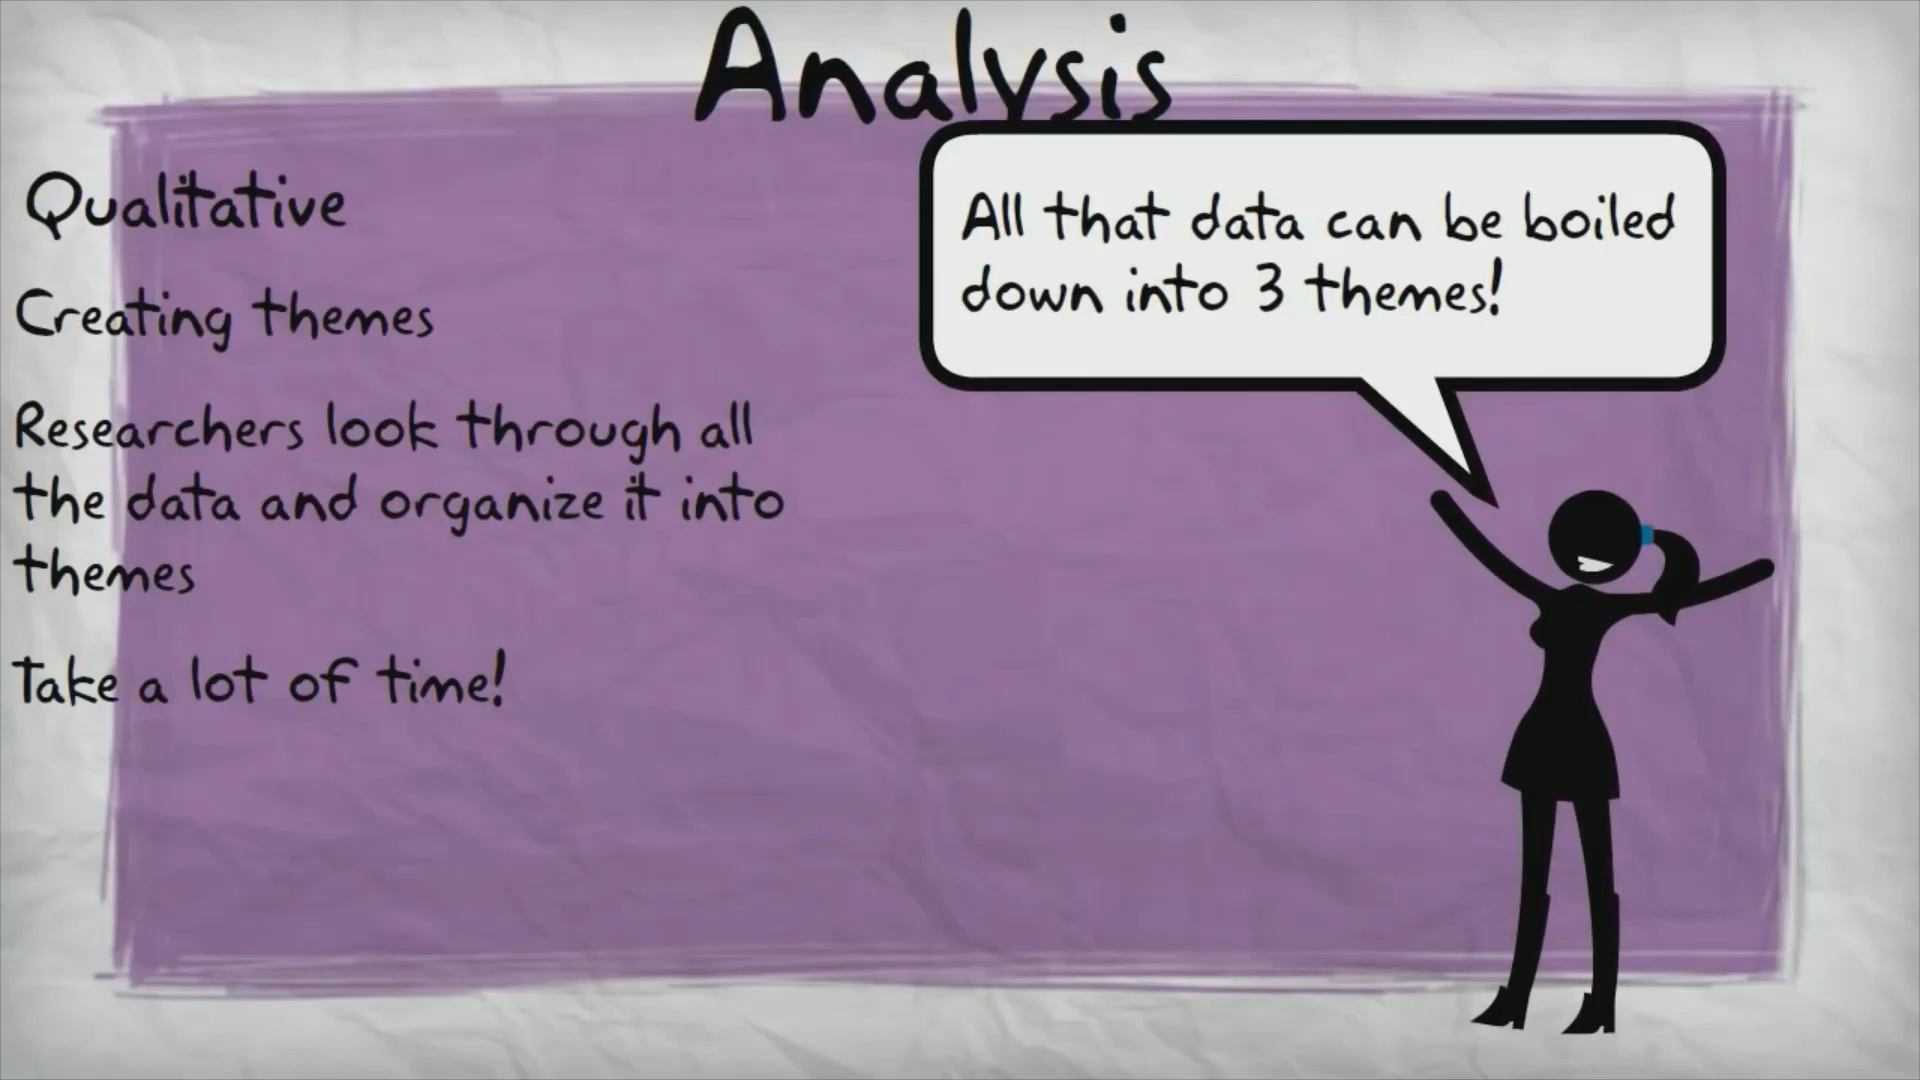 Analysis
Qualitative
Creating themes
Researchers look through all
the data and organize it into
themes
Take a lot of time!
All that data can be boiled
down into 3 themes!